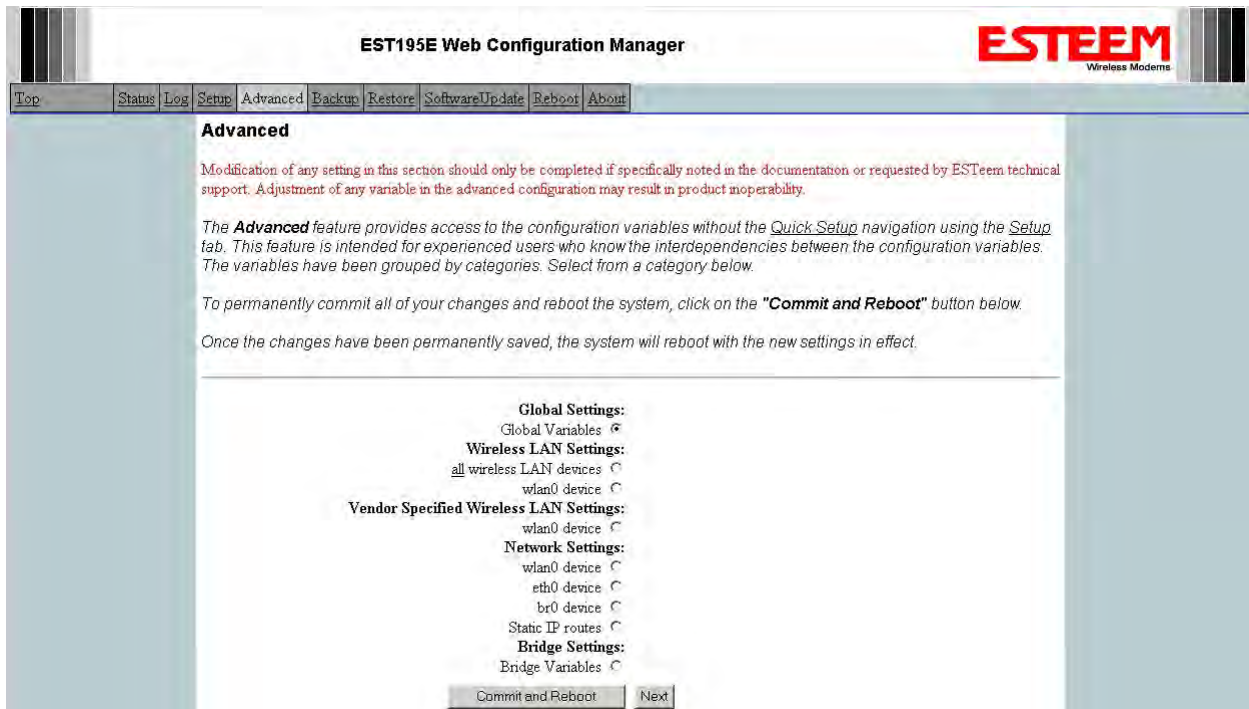 EST195E Web Configuration Manager
ESTEEM
Wireless Modems
Top Status Log Setup Advanced Backup Restore SoftwareUpdate Reboot About
Advanced
Modification of any setting in this section should only be completed if specifically noted in the documentation or requested by ESTeem technical
support. Adjustment of any variable in the advanced configuration may result in product inoperability.
The Advanced feature provides access to the configuration variables without the Quick Setup navigation using the Setup
tab. This feature is intended for experienced users who know the interdependencies between the configuration variables.
The variables have been grouped by categories. Select from a category below.
To permanently commit all of your changes and reboot the system, click on the "Commit and Reboot" button below.
Once the changes have been permanently saved, the system will reboot with the new settings in effect.
Global Settings:
Global Variables
Wireless LAN Settings:
all wireless LAN devices
wlan0 device
Vendor Specified Wireless LAN Settings:
wlan0 device
Network Settings:
wlan0 device
eth0 device
br0 device
Static IP routes
Bridge Settings:
Bridge Variables
Commit and Reboot Next